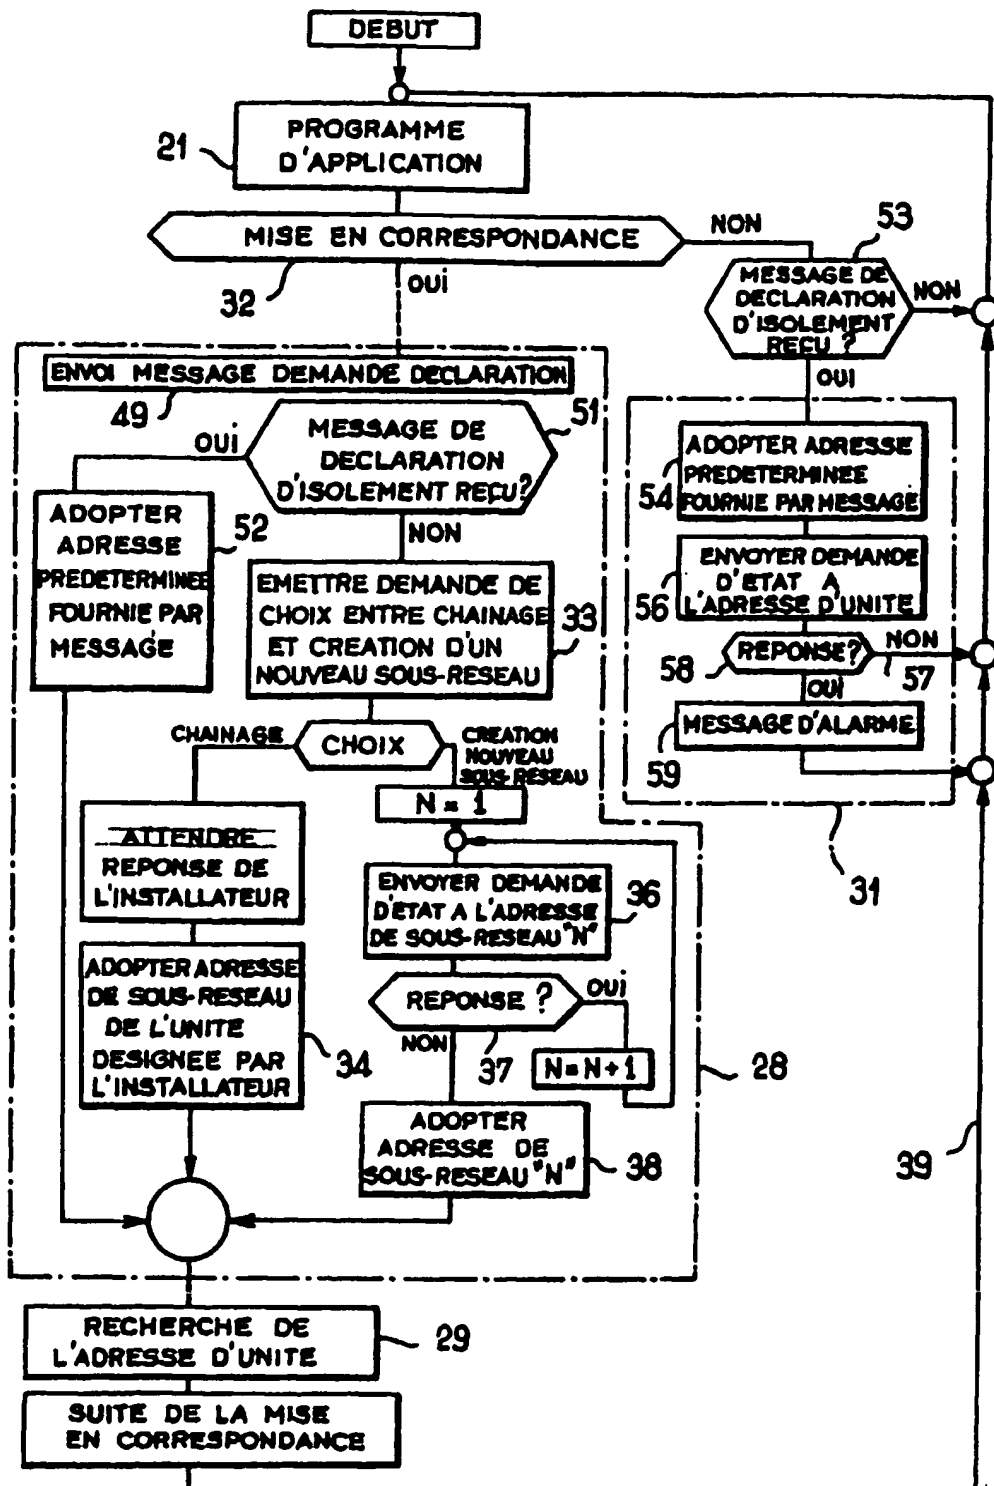 DEBUT
21
PROGRAMME
D'APPLICATION
MISE EN CORRESPONDANCE
NON
53
32
OUI
MESSAGE DE
DECLARATION
D'ISOLEMENT
REÇU ?
NON
OUI
ENVOI MESSAGE DEMANDE DECLARATION
49
OUI
MESSAGE DE
DECLARATION
D'ISOLEMENT REÇU?
51
NON
ADOPTER
ADRESSE
PREDETERMINEE
FOURNIE PAR
MESSAGE
52
EMETTRE DEMANDE DE
CHOIX ENTRE CHAINAGE
ET CREATION D'UN
NOUVEAU SOUS-RESEAU
33
54
ADOPTER ADRESSE
PREDETERMINEE
FOURNIE PAR MESSAGE
56
ENVOYER DEMANDE
D'ETAT A
L'ADRESSE D'UNITE
58
REPONSE?
NON
57
OUI
MESSAGE D'ALARME
59
31
CHAINAGE
CHOIX
CREATION
NOUVEAU
SOUS-RESEAU
N = 1
ATTENDRE
REPONSE DE
L'INSTALLATEUR
ENVOYER DEMANDE
D'ETAT A L'ADRESSE
DE SOUS-RESEAU "N"
36
ADOPTER ADRESSE
DE SOUS-RESEAU
DE L'UNITE
DESIGNEE PAR
L'INSTALLATEUR
34
REPONSE ?
OUI
NON
37
N = N + 1
28
ADOPTER
ADRESSE DE
SOUS-RESEAU "N"
38
39
RECHERCHE DE
L'ADRESSE D'UNITE
29
SUITE DE LA MISE
EN CORRESPONDANCE